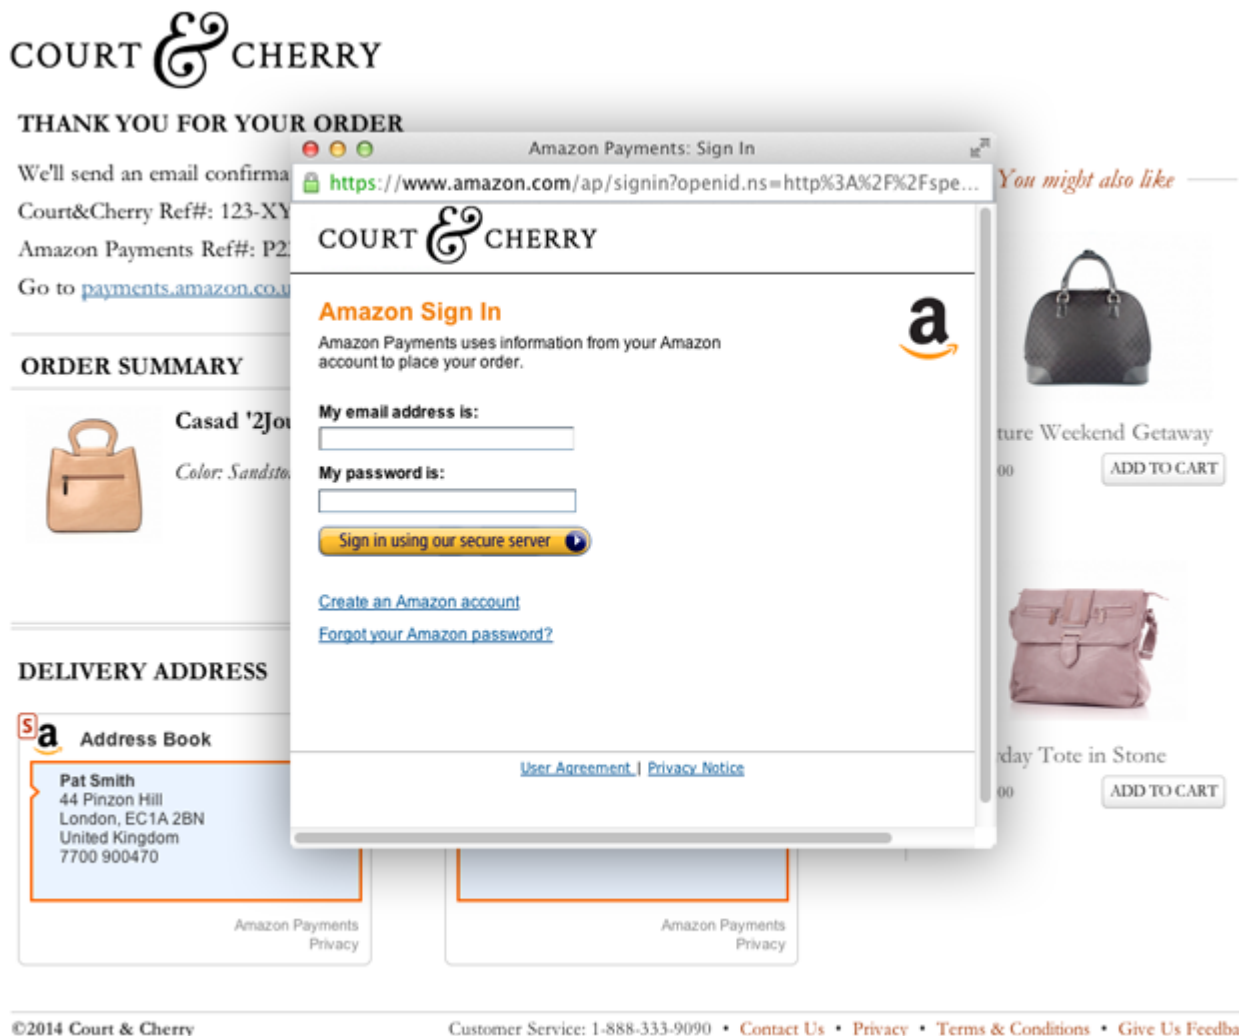 COURT & CHERRY
THANK YOU FOR YOUR ORDER
We'll send an email confirma
Court&Cherry Ref#: 123-XY
Amazon Payments Ref#: P2
Go to payments.amazon.co.u
ORDER SUMMARY
Casad '2Jou
Color: Sandsto
DELIVERY ADDRESS
S a Address Book
Pat Smith
44 Pinzon Hill
London, EC1A 2BN
United Kingdom
7700 900470
Amazon Payments
Privacy
Amazon Payments
Privacy
Amazon Payments: Sign In
https://www.amazon.com/ap/signin?openid.ns=http%3A%2F%2Fspe...
COURT & CHERRY
Amazon Sign In
a
Amazon Payments uses information from your Amazon
account to place your order.
My email address is:
My password is:
Sign in using our secure server
Create an Amazon account
Forgot your Amazon password?
User Agreement | Privacy Notice
You might also like
ture Weekend Getaway
00 ADD TO CART
day Tote in Stone
00 ADD TO CART
©2014 Court & Cherry
Customer Service: 1-888-333-9090 • Contact Us • Privacy • Terms & Conditions • Give Us Feedba